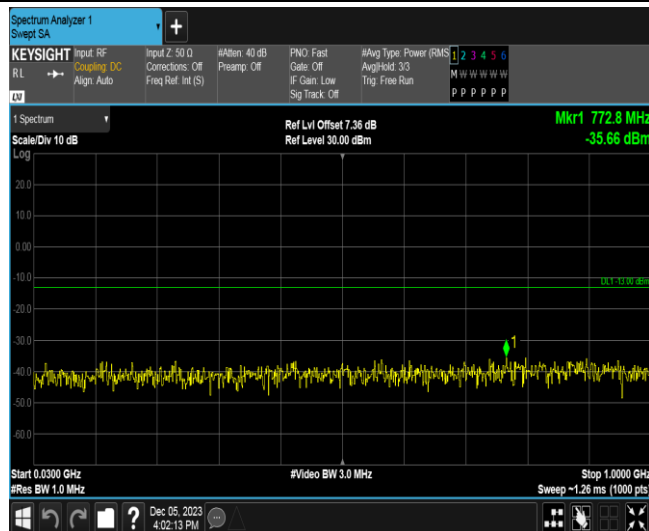 Spectrum Analyzer 1
Swept SA
+
KEYSIGHT
RL
Input: RF
Coupling: DC
Align: Auto
Input Z: 50 Ω
Corrections: Off
Freq Ref: Int (S)
#Atten: 40 dB
Preamp: Off
PNO: Fast
Gate: Off
IF Gain: Low
Sig Track: Off
#Avg Type: Power (RMS
Avg|Hold: 3/3
Trig: Free Run
1 2 3 4 5 6
M W W W W W
P P P P P P
1 Spectrum
Scale/Div 10 dB
Log
Ref Lvl Offset 7.36 dB
Ref Level 30.00 dBm
Mkr1 772.8 MHz
-35.66 dBm
20.0
10.0
0.00
-10.0
-20.0
-30.0
-40.0
-50.0
-60.0
DL1 -13.00 dBm
1
Start 0.0300 GHz
#Res BW 1.0 MHz
#Video BW 3.0 MHz
Stop 1.0000 GHz
Sweep ~1.26 ms (1000 pts)
?
Dec 05, 2023
4:02:13 PM